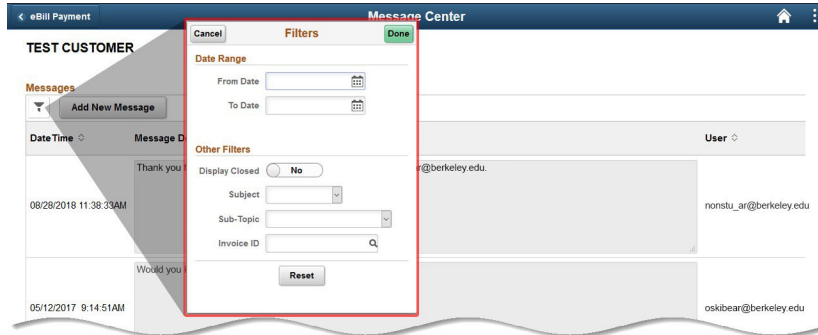 eBill Payment
Message Center
TEST CUSTOMER
Messages
Add New Message
DateTime
Message
User
Cancel
Filters
Done
Date Range
From Date
To Date
Other Filters
Display Closed No
Subject
Sub-Topic
Invoice ID
Reset
08/28/2018 11:38:33AM
Thank you
r@berkeley.edu.
nonstu_ar@berkeley.edu
05/12/2017 9:14:51AM
Would you
oskibear@berkeley.edu